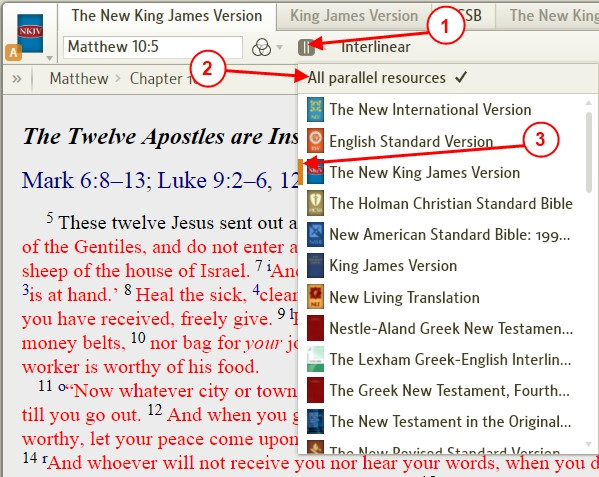 The New King James Version King James Version SB The New King
NKJV
A
Matthew 10:5 Interlinear
1
» Matthew > Chapter 1
2
All parallel resources ✓
The New International Version
English Standard Version
3
The New King James Version
The Holman Christian Standard Bible
New American Standard Bible: 199...
King James Version
New Living Translation
Nestle-Aland Greek New Testamen...
The Lexham Greek-English Interlin...
The Greek New Testament, Fourth...
The New Testament in the Original...
The New Revised Standard Version
The Twelve Apostles are Ins
Mark 6:8–13; Luke 9:2–6, 12
5 These twelve Jesus sent out a
of the Gentiles, and do not enter a
sheep of the house of Israel. 7 iAn
3is at hand.’ 8 Heal the sick, 4clean
you have received, freely give. 9
money belts, 10 nor bag for your jo
worker is worthy of his food.
11 o“Now whatever city or town
till you go out. 12 And when you g
worthy, let your peace come upon
14 rAnd whoever will not receive you nor hear your words, when you d